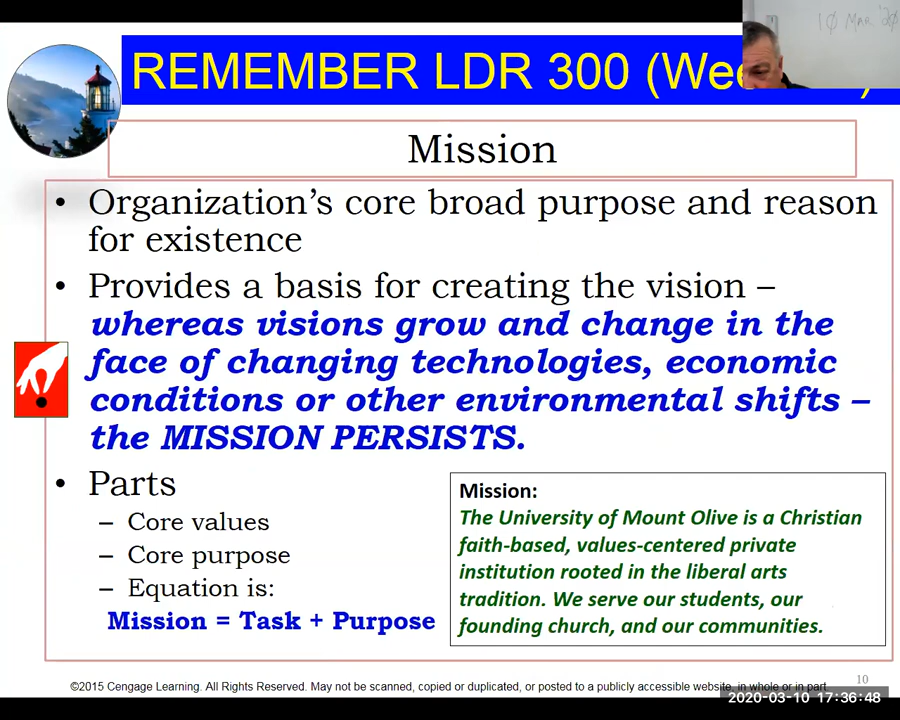 10 Mar '20
REMEMBER LDR 300 (We
Mission
• Organization's core broad purpose and reason
for existence
• Provides a basis for creating the vision –
whereas visions grow and change in the
face of changing technologies, economic
conditions or other environmental shifts –
the MISSION PERSISTS.
• Parts
– Core values
– Core purpose
– Equation is:
Mission = Task + Purpose
Mission:
The University of Mount Olive is a Christian
faith-based, values-centered private
institution rooted in the liberal arts
tradition. We serve our students, our
founding church, and our communities.
©2015 Cengage Learning. All Rights Reserved. May not be scanned, copied or duplicated, or posted to a publicly accessible website, in whole or in part.
10
2020-03-10 17:36:48